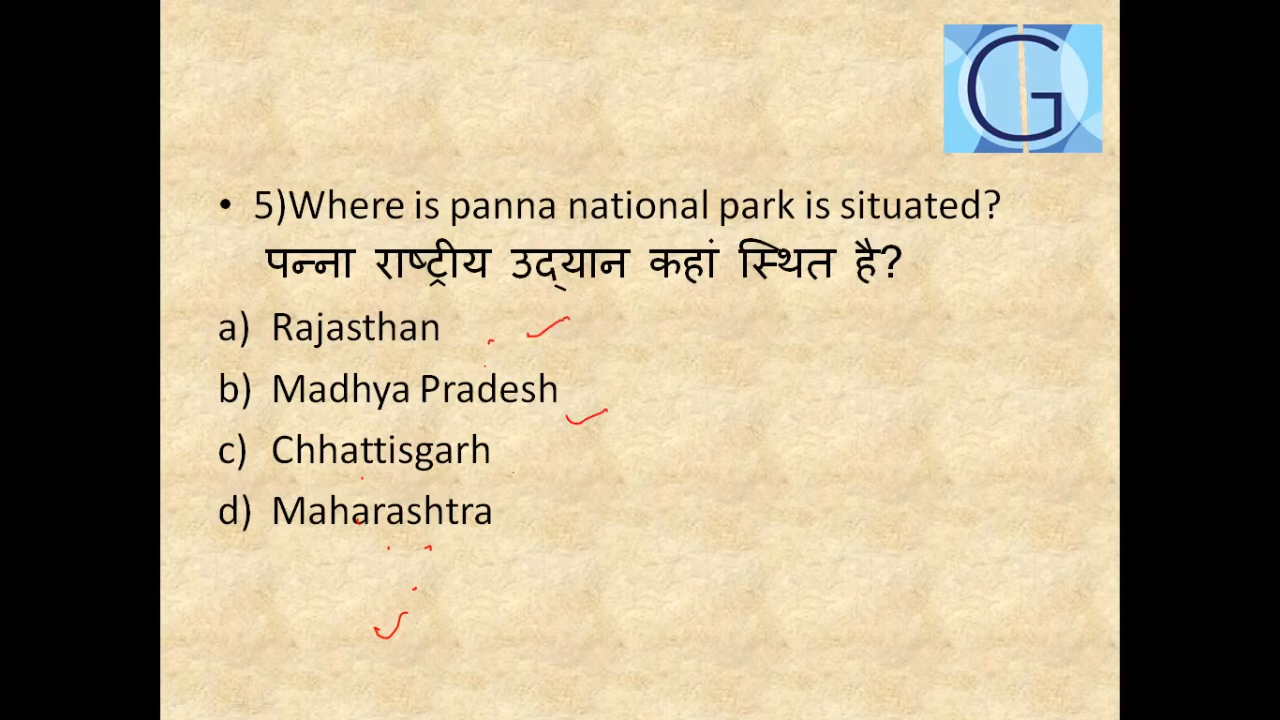 G
• 5)Where is panna national park is situated?
पन्ना राष्ट्रीय उद्यान कहां स्थित है?
a) Rajasthan
b) Madhya Pradesh
c) Chhattisgarh
d) Maharashtra